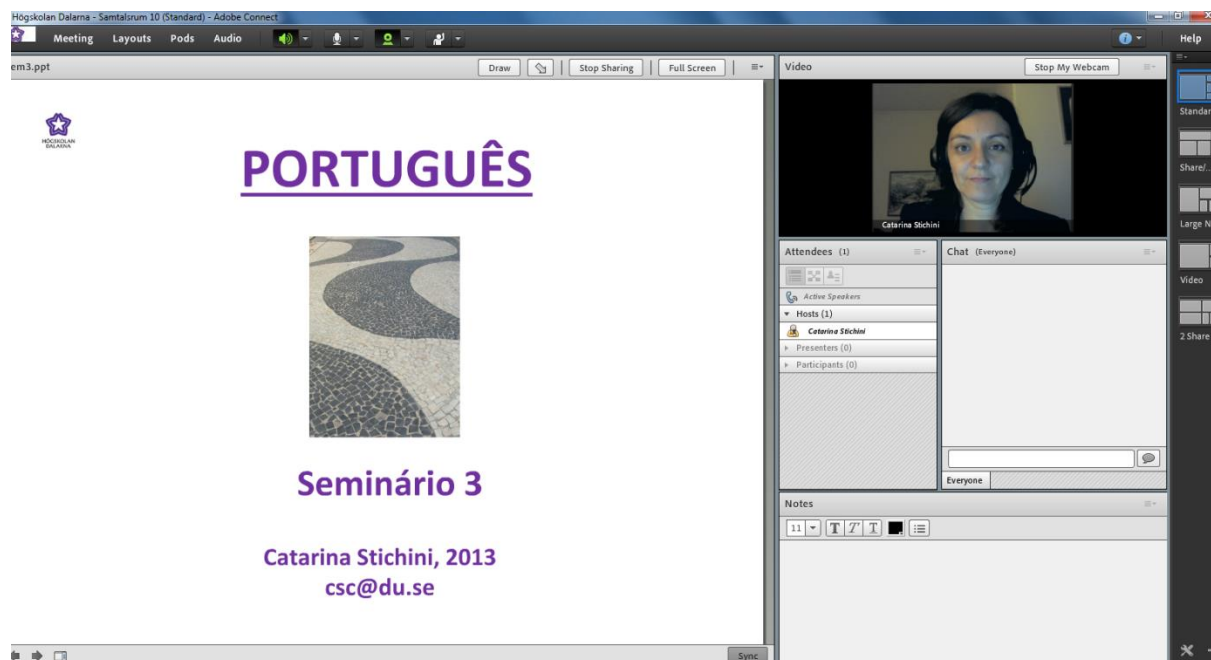 Högskolan Dalarna - Samtalsrum 10 (Standard) - Adobe Connect
Meeting Layouts Pods Audio Help
em3.ppt Draw Stop Sharing Full Screen
HÖGSKOLAN
DALARNA
PORTUGUÊS
Seminário 3
Catarina Stichini, 2013
csc@du.se
Sync
Video Stop My Webcam
Catarina Stichini
Attendees (1)
Active Speakers
Hosts (1)
Catarina Stichini
Presenters (0)
Participants (0)
Chat (Everyone)
Everyone
Notes
11 T T T
Standar
Share/...
Large N
Video
2 Share